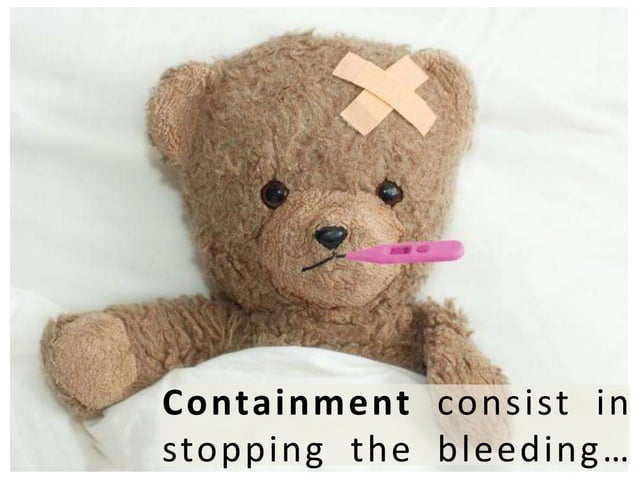 Containment consist in
stopping the bleeding…